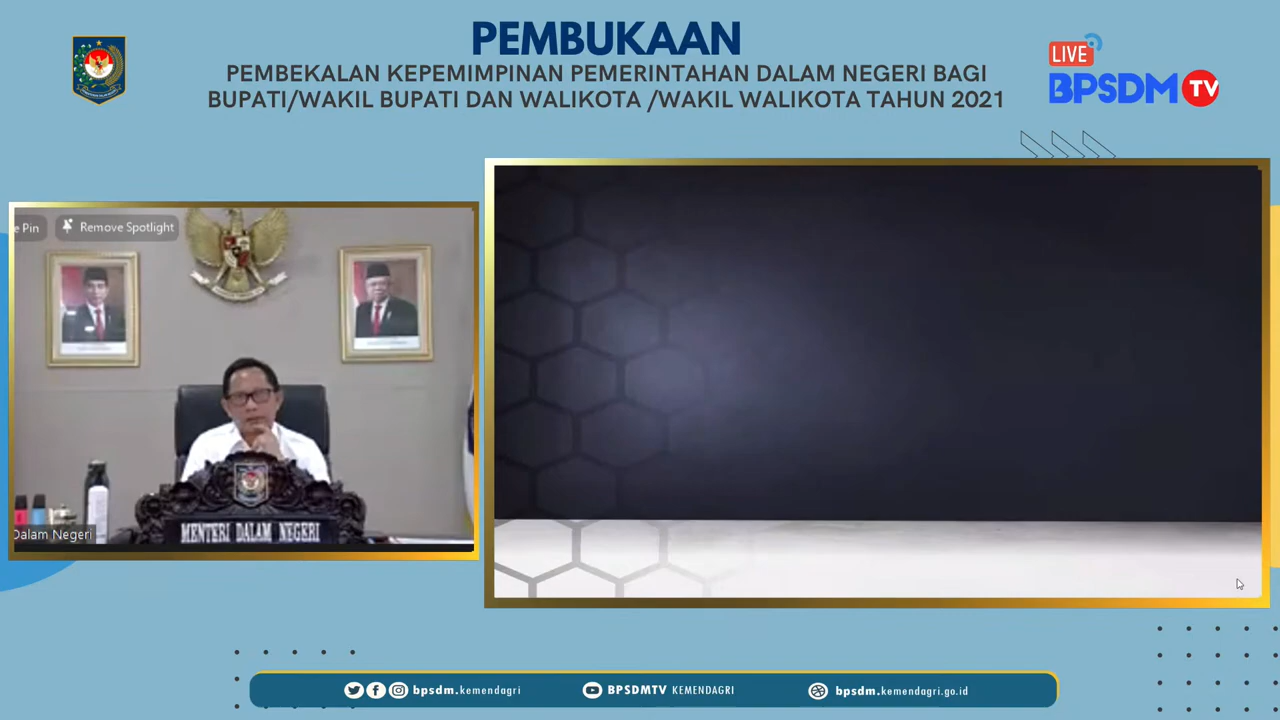 PEMBUKAAN
PEMBEKALAN KEPEMIMPINAN PEMERINTAHAN DALAM NEGERI BAGI
BUPATI/WAKIL BUPATI DAN WALIKOTA /WAKIL WALIKOTA TAHUN 2021
LIVE
BPSDM TV
e Pin
Remove Spotlight
MENTERI DALAM NEGERI
Dalam Negeri
bpsdm.kemendagri
BPSDMTV KEMENDAGRI
bpsdm.kemendagri.go.id